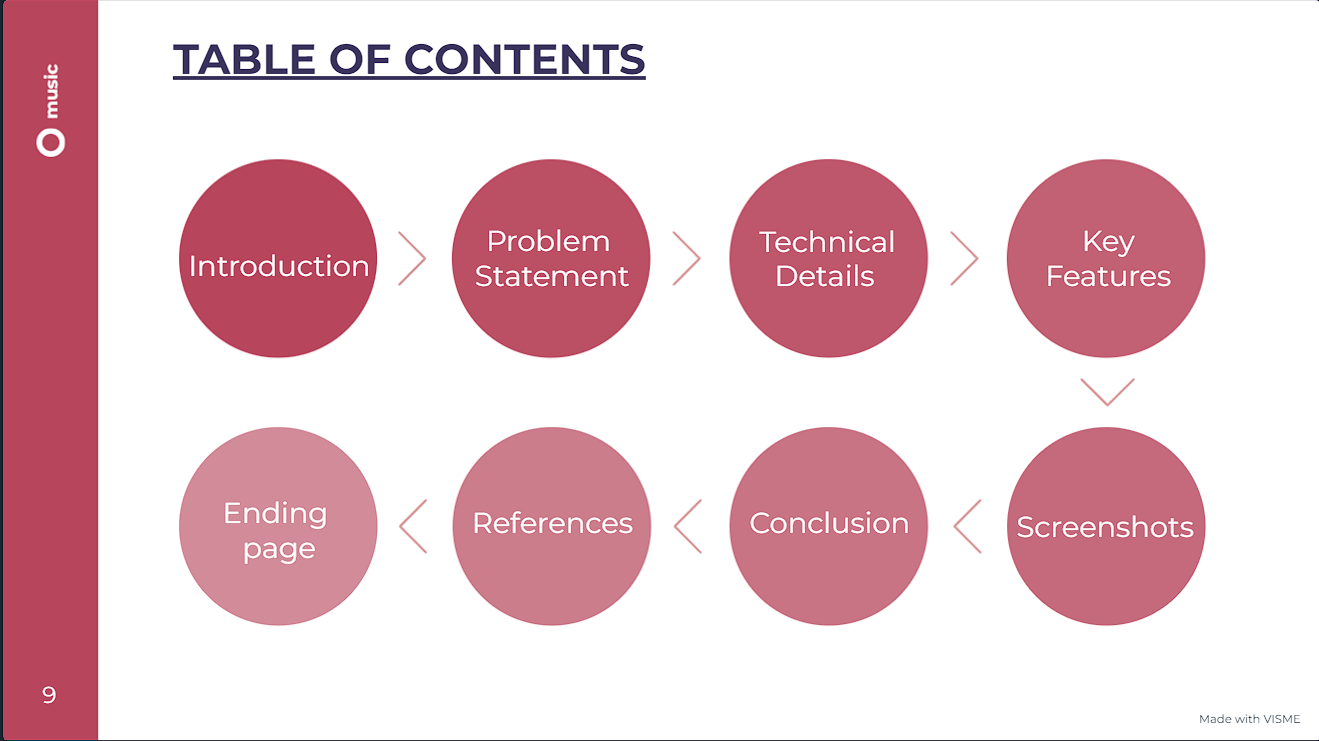 music
TABLE OF CONTENTS
Introduction
Problem
Statement
Technical
Details
Key
Features
Screenshots
Conclusion
References
Ending
page
9
Made with VISME